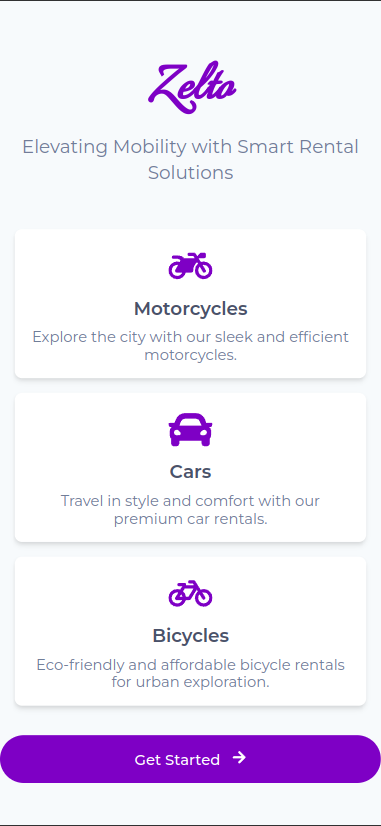 Zelto
Elevating Mobility with Smart Rental
Solutions
Motorcycles
Explore the city with our sleek and efficient
motorcycles.
Cars
Travel in style and comfort with our
premium car rentals.
Bicycles
Eco-friendly and affordable bicycle rentals
for urban exploration.
Get Started